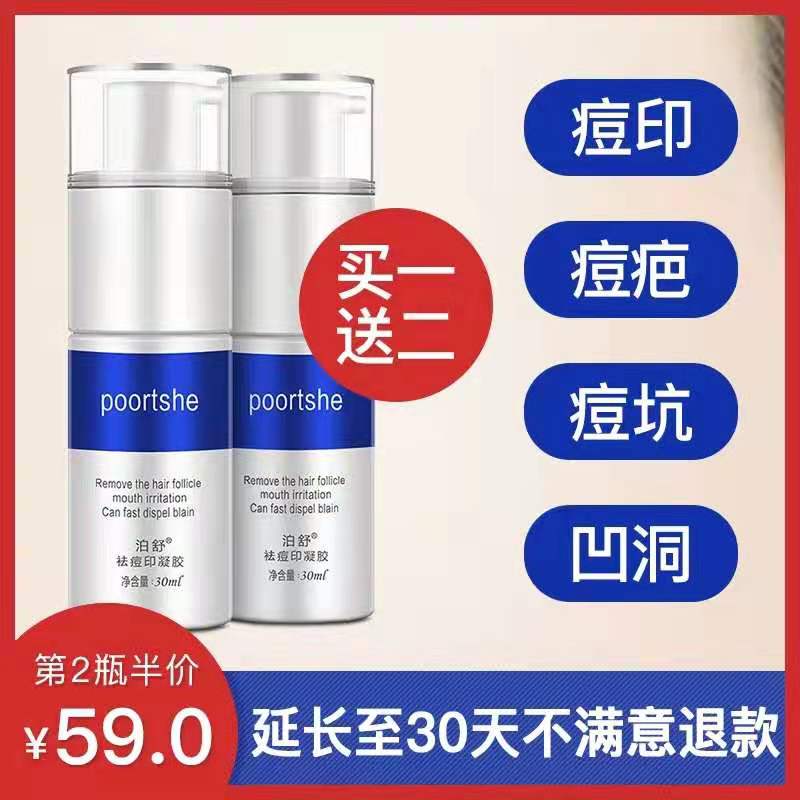 痘印
痘疤
痘坑
凹洞
买一
送二
poortshe
Remove the hair follicle
mouth irritation
Can fast dispel blain
泊舒®
祛痘印凝胶
净含量:30ml
poortshe
Remove the hair follicle
mouth irritation
Can fast dispel blain
泊舒®
祛痘印凝胶
净含量:30ml
第2瓶半价
¥59.0
延长至30天不满意退款